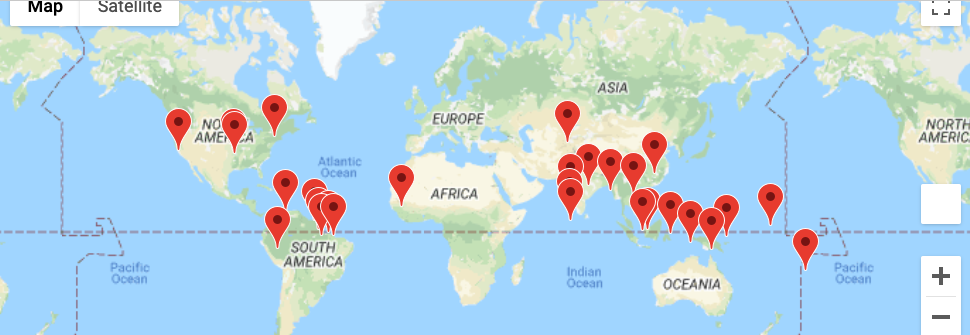 Map Satellite
ASIA
EUROPE
NO
AMERICA
NORTH
AMERICA
Atlantic
Ocean
AFRICA
SOUTH
AMERICA
Pacific
Ocean
Indian
Ocean
Pacific
Ocean
OCEANIA
+
−